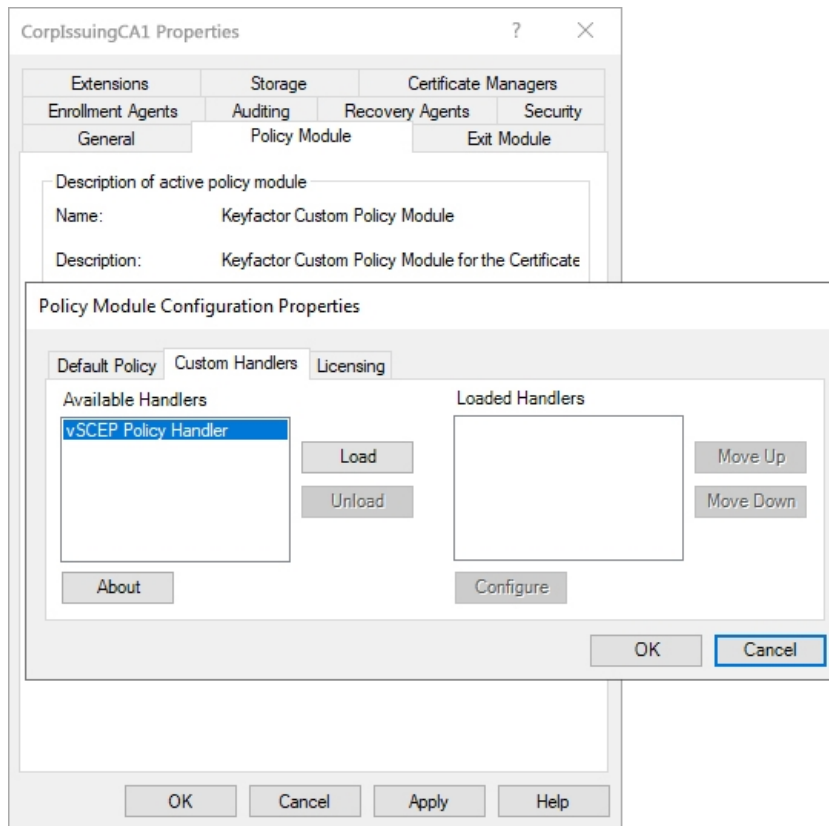 CorpIssuingCA1 Properties
?
Extensions Storage Certificate Managers
Enrollment Agents Auditing Recovery Agents Security
General Policy Module Exit Module
Description of active policy module
Name: Keyfactor Custom Policy Module
Description: Keyfactor Custom Policy Module for the Certificate
Policy Module Configuration Properties
Default Policy Custom Handlers Licensing
Available Handlers Loaded Handlers
vSCEP Policy Handler
Load Move Up
Unload Move Down
About Configure
OK Cancel
OK Cancel Apply Help